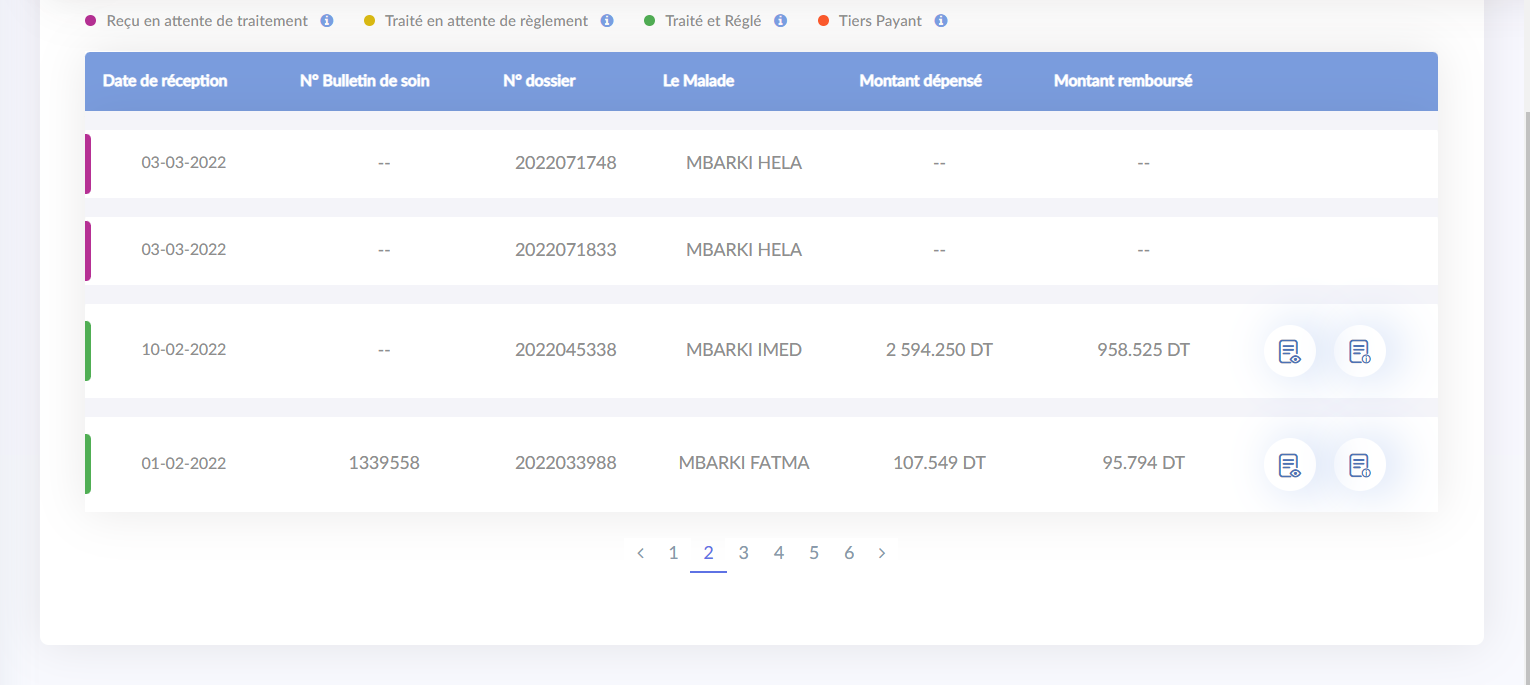 Reçu en attente de traitement Traité en attente de règlement Traité et Réglé Tiers Payant
Date de réception N° Bulletin de soin N° dossier Le Malade Montant dépensé Montant remboursé
03-03-2022 -- 2022071748 MBARKI HELA -- --
03-03-2022 -- 2022071833 MBARKI HELA -- --
10-02-2022 -- 2022045338 MBARKI IMED 2 594.250 DT 958.525 DT
01-02-2022 1339558 2022033988 MBARKI FATMA 107.549 DT 95.794 DT
‹ 1 2 3 4 5 6 ›